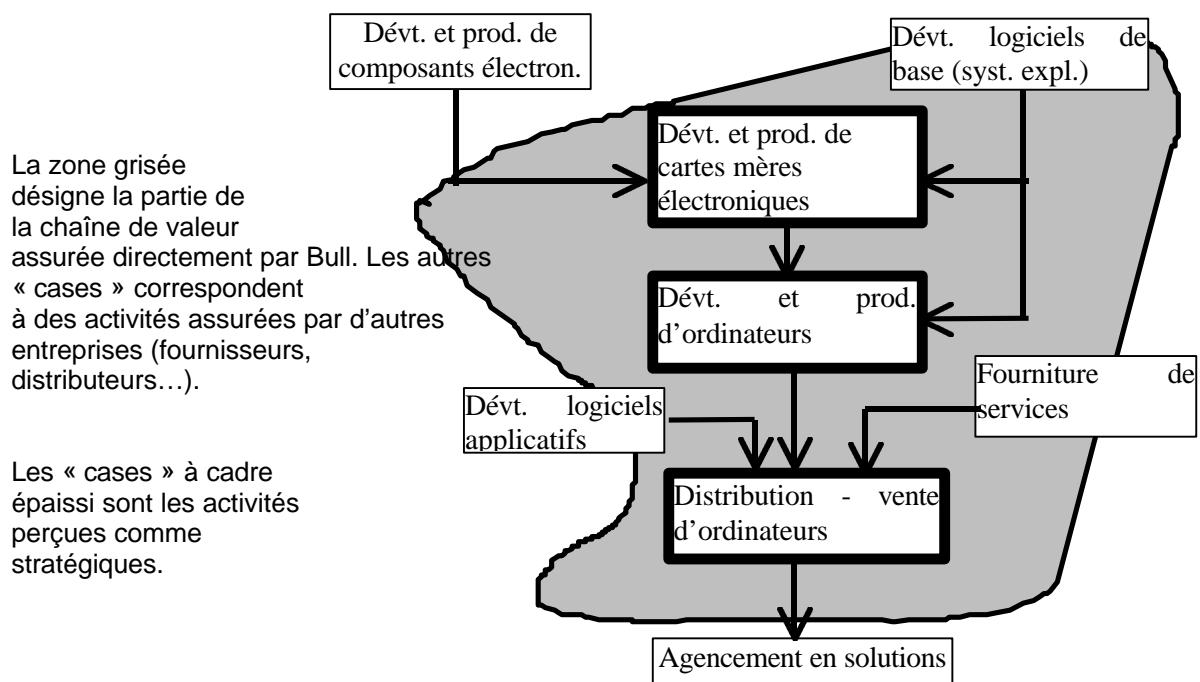 Dévt. et prod. de
composants électron.
Dévt. logiciels de
base (syst. expl.)
Dévt. et prod. de
cartes mères
électroniques
La zone grisée
désigne la partie de
la chaîne de valeur
assurée directement par Bull. Les autres
« cases » correspondent
à des activités assurées par d'autres
entreprises (fournisseurs,
distributeurs…).
Dévt. et prod.
d’ordinateurs
Fourniture de
services
Dévt. logiciels
applicatifs
Les « cases » à cadre
épaissi sont les activités
perçues comme
stratégiques.
Distribution - vente
d’ordinateurs
Agencement en solutions